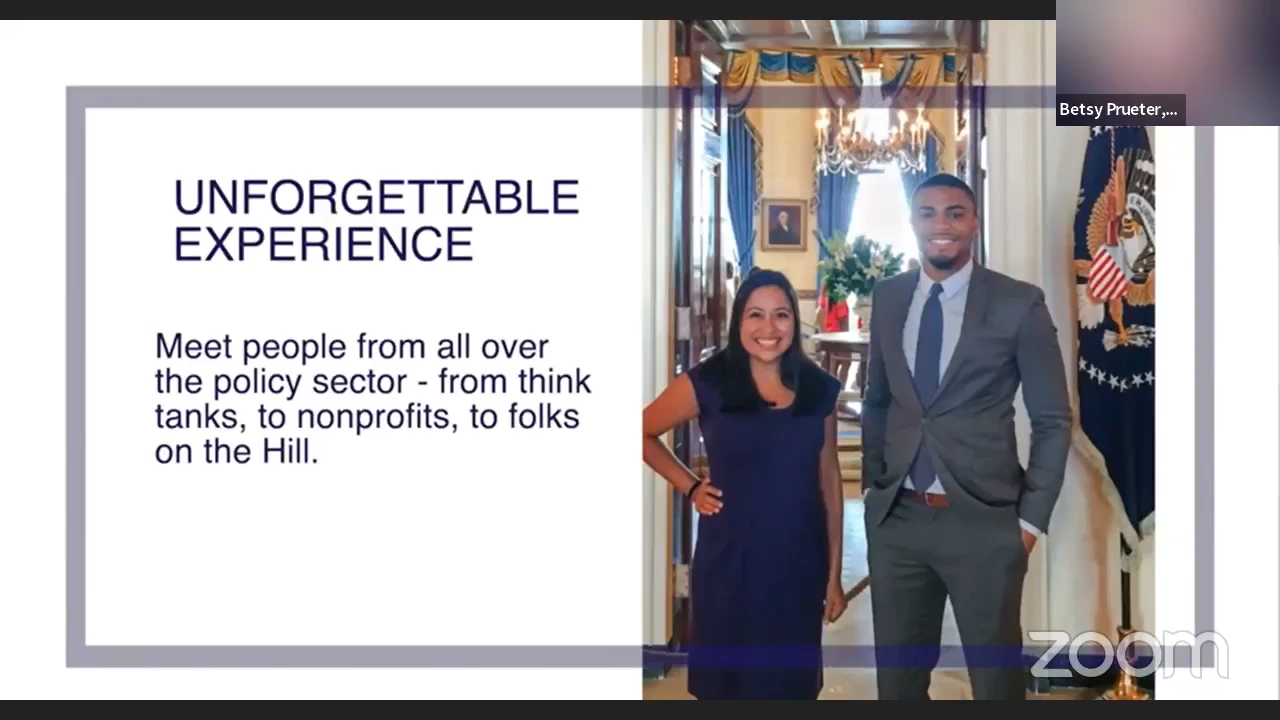 Betsy Prueter,...
UNFORGETTABLE
EXPERIENCE
Meet people from all over
the policy sector - from think
tanks, to nonprofits, to folks
on the Hill.
zoom